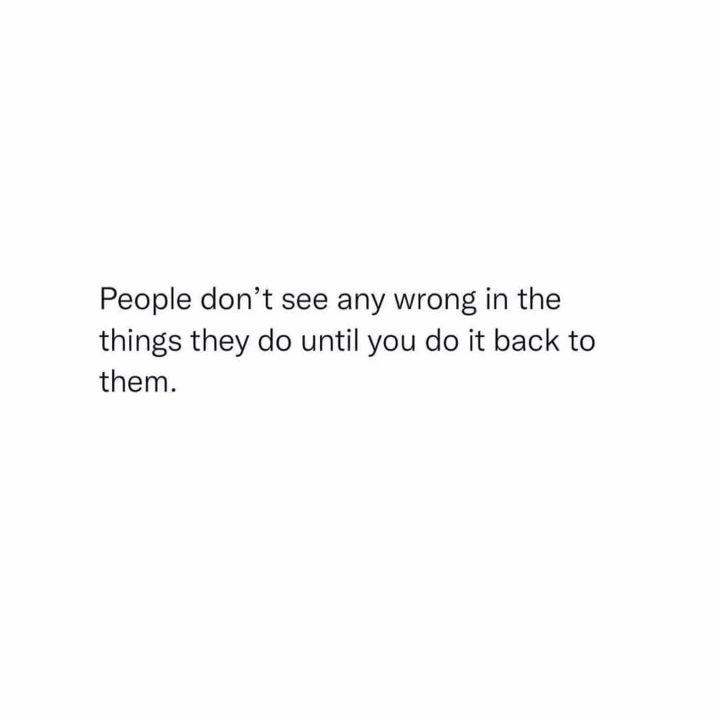 People don’t see any wrong in the
things they do until you do it back to
them.